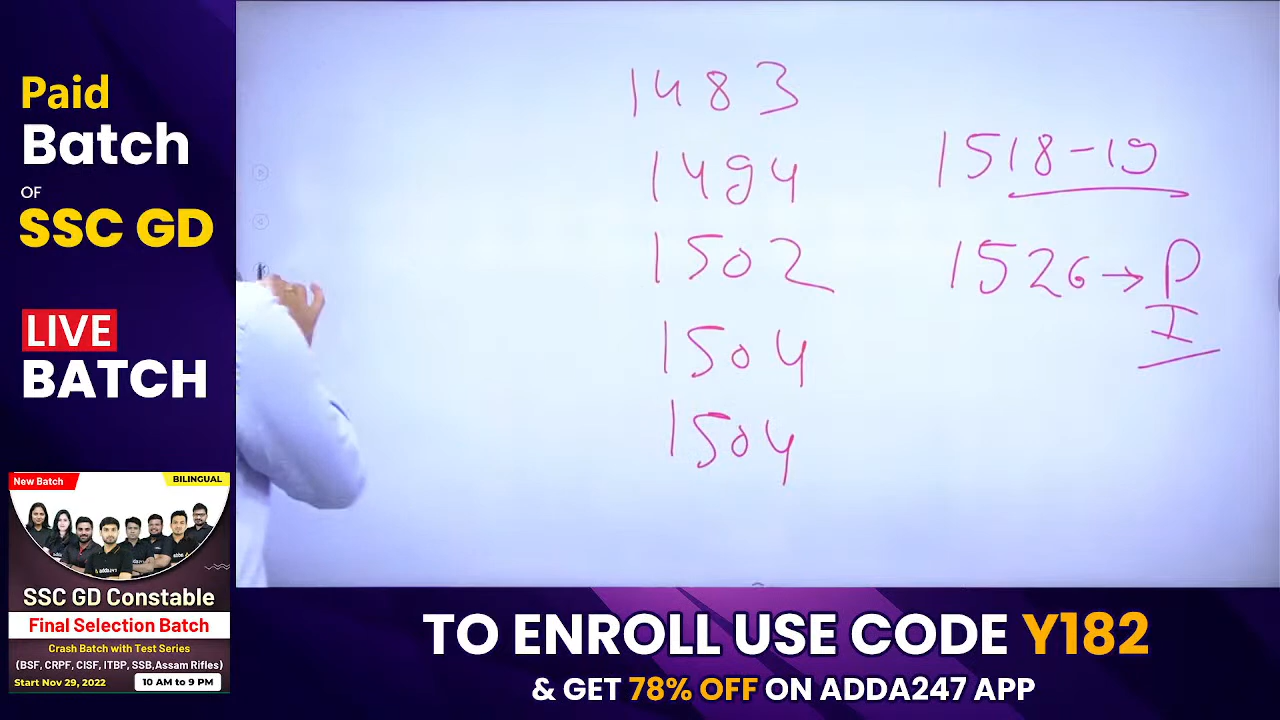 Paid
Batch
OF
SSC GD
LIVE
BATCH
New Batch
BILINGUAL
SSC GD Constable
Final Selection Batch
Crash Batch with Test Series
(BSF, CRPF, CISF, ITBP, SSB,Assam Rifles)
Start Nov 29, 2022
10 AM to 9 PM
1483
1494
1502
1504
1504
1518-19
1526→P
I
TO ENROLL USE CODE Y182
& GET 78% OFF ON ADDA247 APP